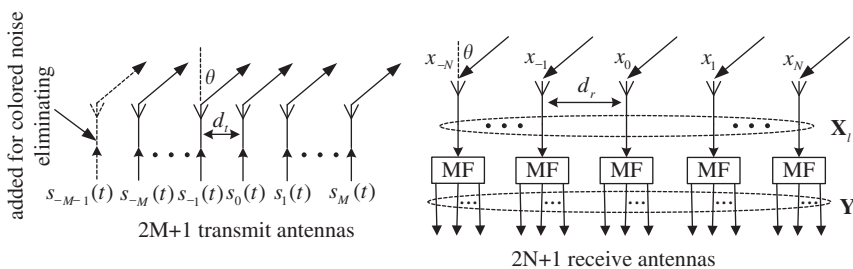 added for colored noise
eliminating
θ
d_t
s_{-M-1}(t) s_{-M}(t) s_{-1}(t) s_0(t) s_1(t) s_M(t)
2M+1 transmit antennas
x_{-N} θ x_{-1} x_0 x_1 x_N
d_r
X_l
MF MF MF MF MF
Y
2N+1 receive antennas